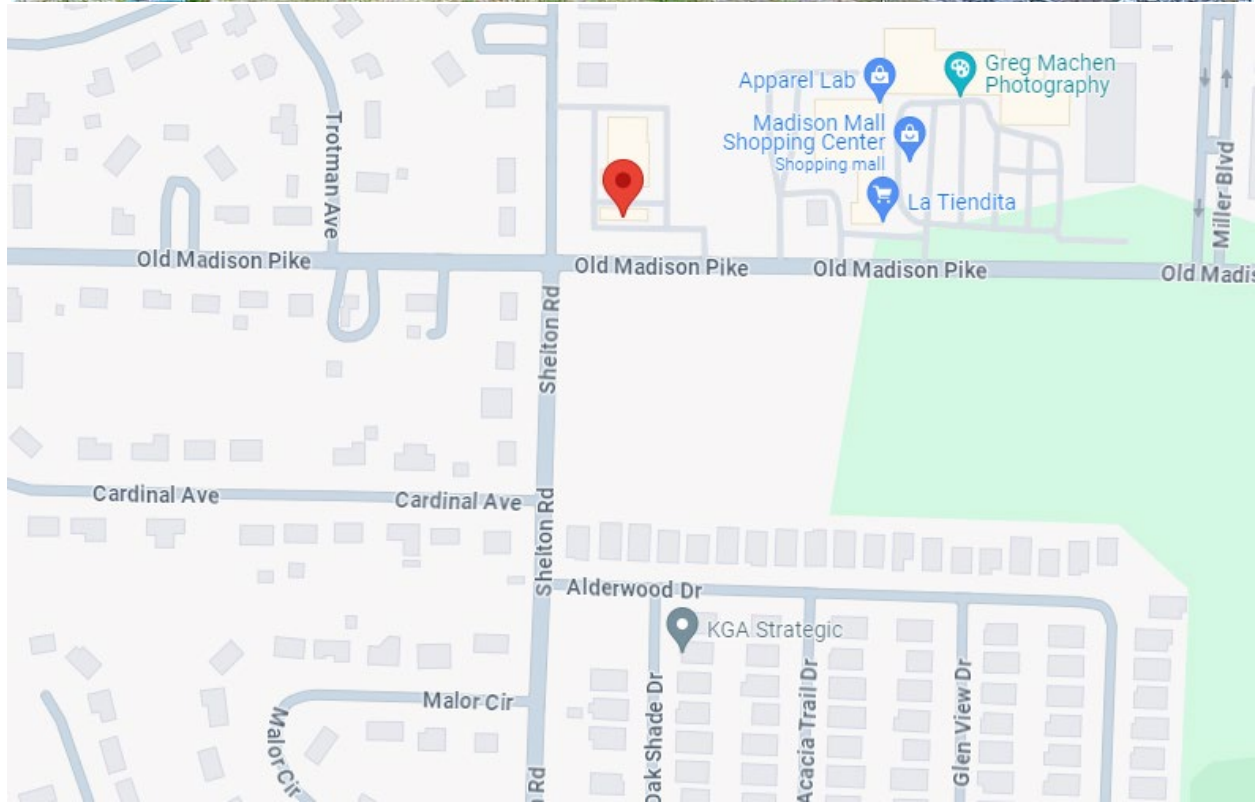 Apparel Lab
Greg Machen
Photography
Madison Mall
Shopping Center
Shopping mall
La Tiendita
Trotman Ave
Miller Blvd
Old Madison Pike
Old Madison Pike
Old Madison Pike
Old Madis
Shelton Rd
Cardinal Ave
Cardinal Ave
Shelton Rd
Alderwood Dr
KGA Strategic
Malor Cir
Malor Cir
Oak Shade Dr
Acacia Trail Dr
Glen View Dr
Rd